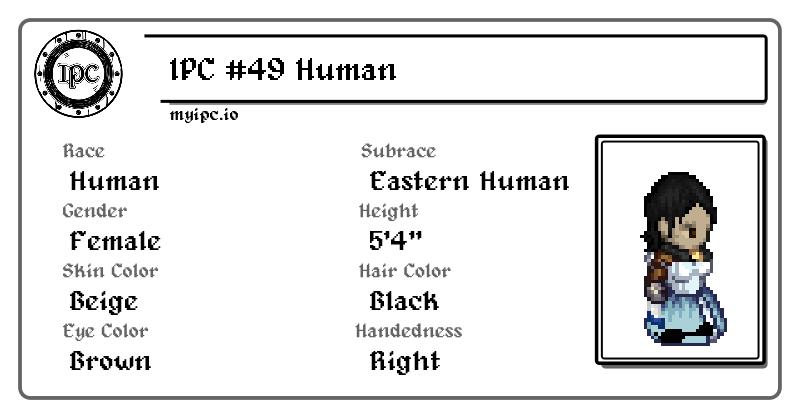 IPC
IPC #49 Human
myipc.io
Race
Human
Subrace
Eastern Human
Gender
Female
Height
5'4"
Skin Color
Beige
Hair Color
Black
Eye Color
Brown
Handedness
Right